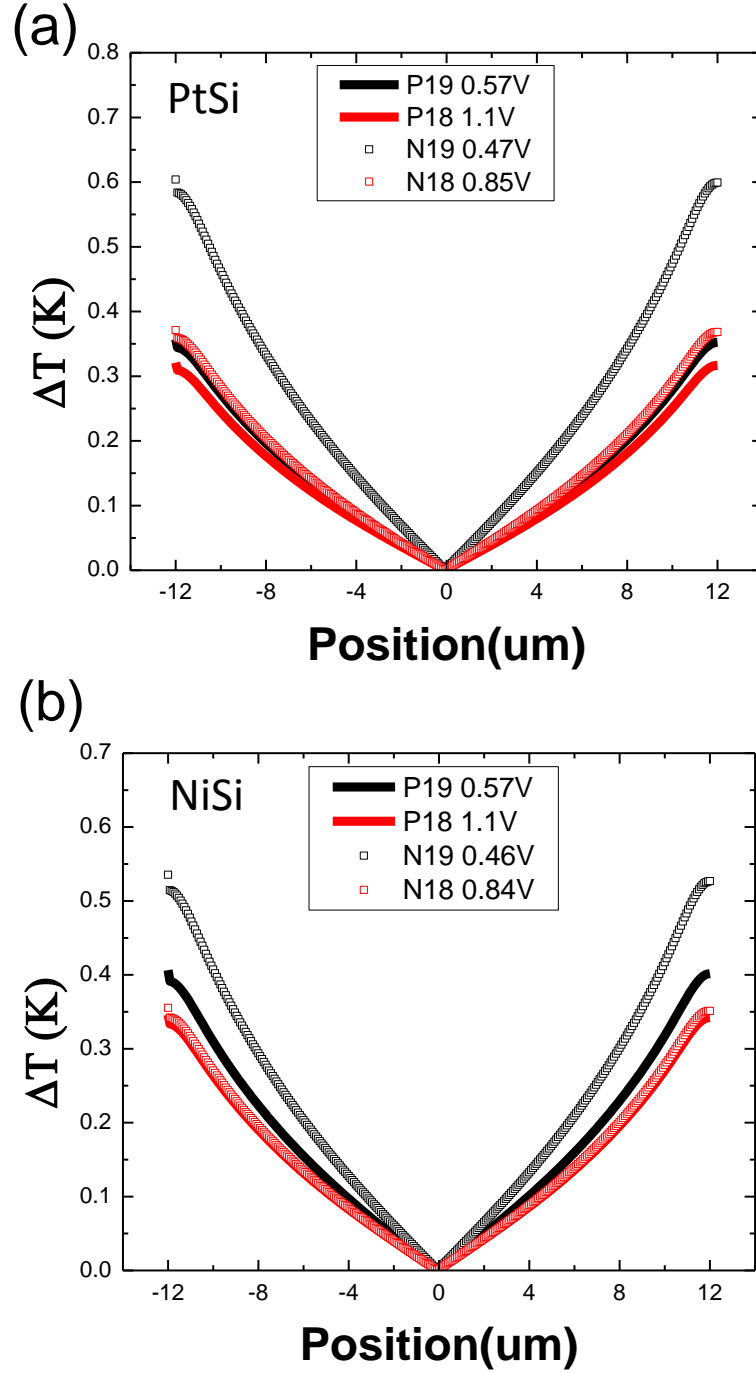 (a)
0.8
0.7
0.6
0.5
0.4
0.3
0.2
0.1
0.0
ΔT (K)
PtSi
P19 0.57V
P18 1.1V
N19 0.47V
N18 0.85V
-12 -8 -4 0 4 8 12
Position(um)
(b)
0.7
0.6
0.5
0.4
0.3
0.2
0.1
0.0
ΔT (K)
NiSi
P19 0.57V
P18 1.1V
N19 0.46V
N18 0.84V
-12 -8 -4 0 4 8 12
Position(um)